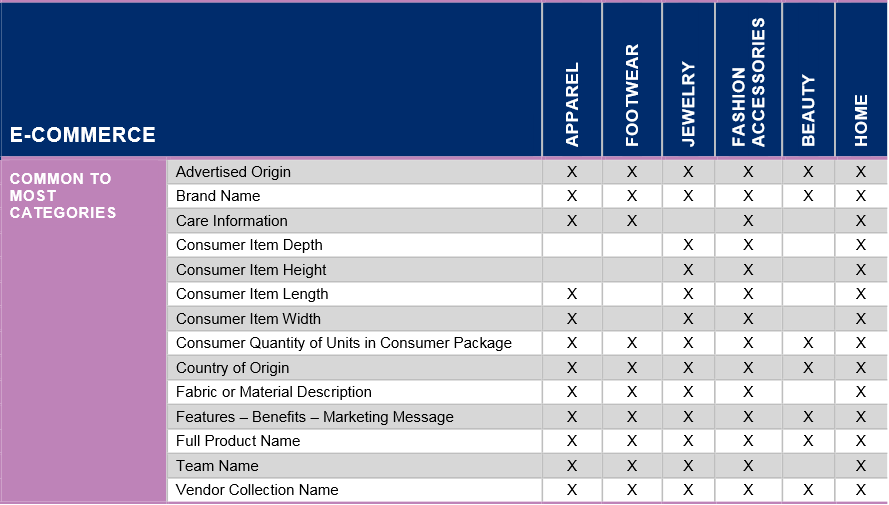 E-COMMERCE
APPAREL
FOOTWEAR
JEWELRY
FASHION
ACCESSORIES
BEAUTY
HOME
COMMON TO
MOST
CATEGORIES
Advertised Origin X X X X X X
Brand Name X X X X X X
Care Information X X X X
Consumer Item Depth X X X
Consumer Item Height X X X
Consumer Item Length X X X X
Consumer Item Width X X X X
Consumer Quantity of Units in Consumer Package X X X X X X
Country of Origin X X X X X X
Fabric or Material Description X X X X X
Features – Benefits – Marketing Message X X X X X X
Full Product Name X X X X X X
Team Name X X X X X
Vendor Collection Name X X X X X X